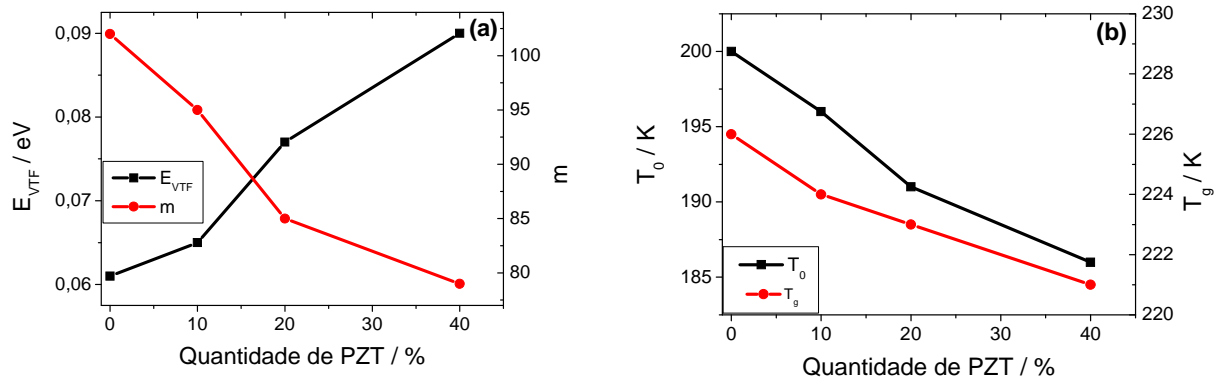 (a)
0,09
0,08
0,07
0,06
E_VTF / eV
100
95
90
85
80
m
E_VTF
m
0 10 20 30 40
Quantidade de PZT / %
(b)
200
195
190
185
T_0 / K
230
228
226
224
222
220
T_g / K
T_0
T_g
0 10 20 30 40
Quantidade de PZT / %